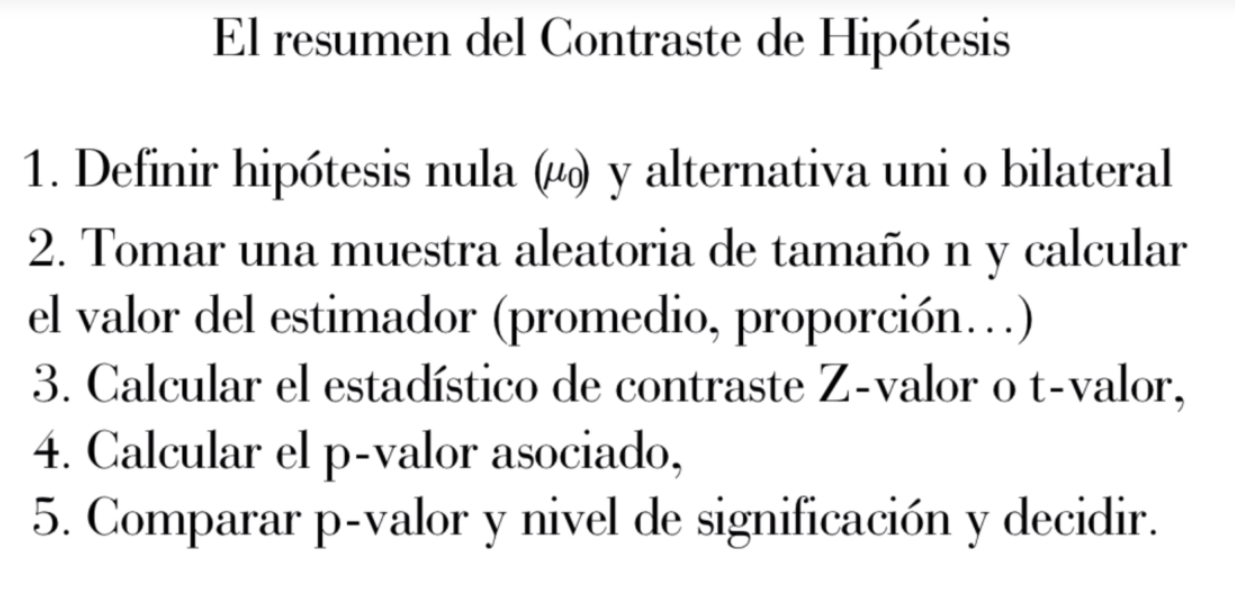 El resumen del Contraste de Hipótesis
1. Definir hipótesis nula (μ0) y alternativa uni o bilateral
2. Tomar una muestra aleatoria de tamaño n y calcular
el valor del estimador (promedio, proporción...)
3. Calcular el estadístico de contraste Z-valor o t-valor,
4. Calcular el p-valor asociado,
5. Comparar p-valor y nivel de significación y decidir.